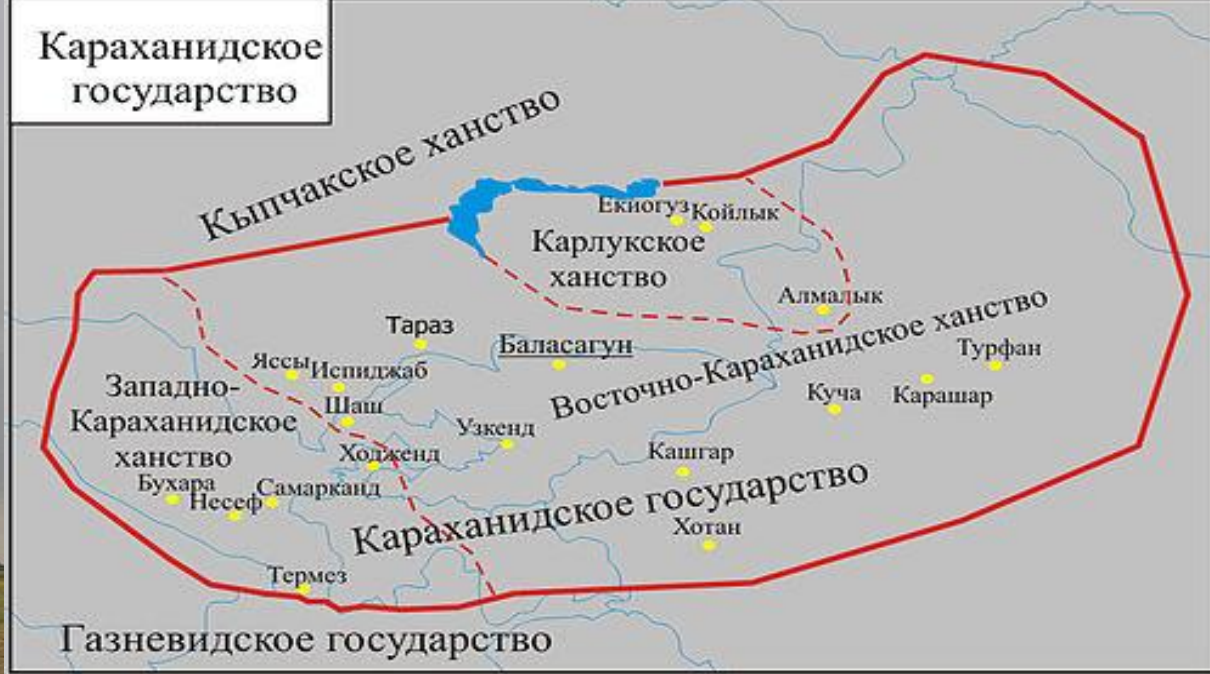 Караханидское
государство
Кыпчакское ханство
Екиогуз Койлык
Карлукское
ханство
Алмалык
Тараз
Баласагун
Восточно-Караханидское ханство
Турфан
Яссы Испиджаб
Западно-
Караханидское
ханство
Шаш
Куча
Карашар
Узкенд
Ходженд
Кашгар
Бухара
Несеф
Самарканд
Караханидское государство
Хотан
Термез
Газневидское государство